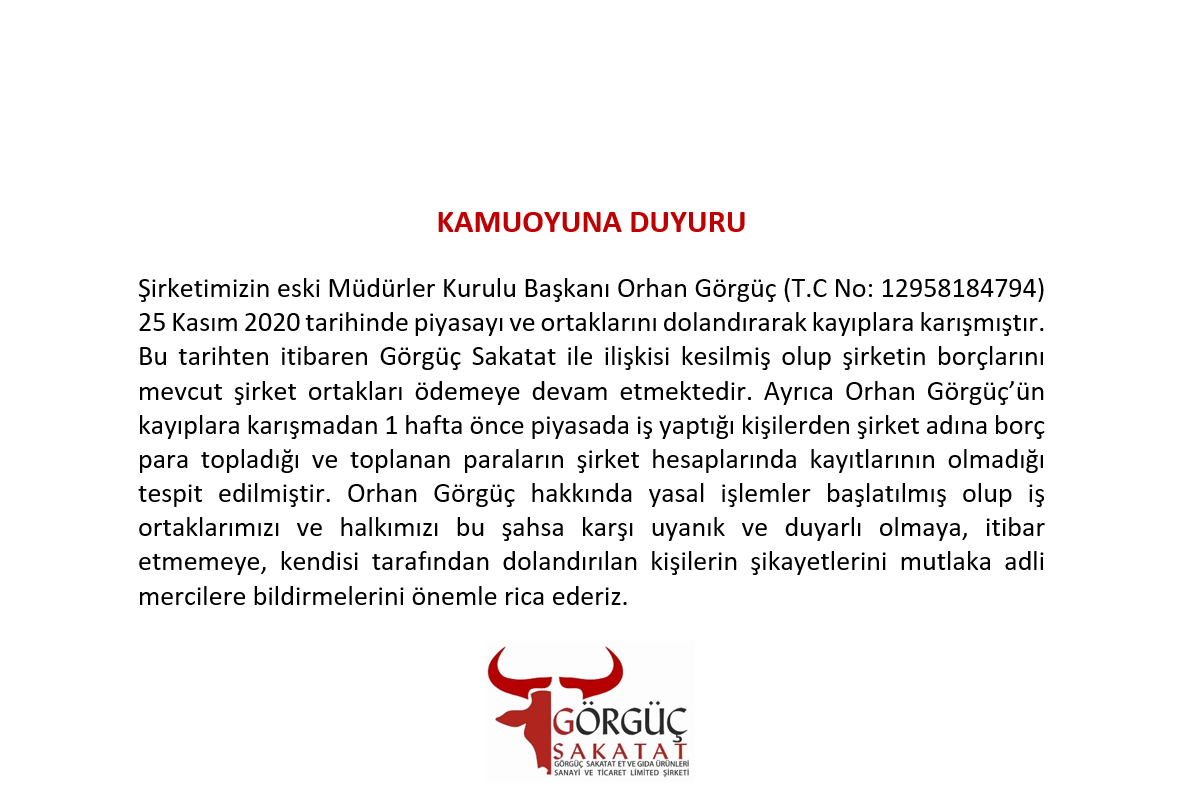 KAMUOYUNA DUYURU
Şirketimizin eski Müdürler Kurulu Başkanı Orhan Görgüç (T.C No: 12958184794)
25 Kasım 2020 tarihinde piyasayı ve ortaklarını dolandırarak kayıplara karışmıştır.
Bu tarihten itibaren Görgüç Sakatat ile ilişkisi kesilmiş olup şirketin borçlarını
mevcut şirket ortakları ödemeye devam etmektedir. Ayrıca Orhan Görgüç’ün
kayıplara karışmadan 1 hafta önce piyasada iş yaptığı kişilerden şirket adına borç
para topladığı ve toplanan paraların şirket hesaplarında kayıtlarının olmadığı
tespit edilmiştir. Orhan Görgüç hakkında yasal işlemler başlatılmış olup iş
ortaklarımızı ve halkımızı bu şahsa karşı uyanık ve duyarlı olmaya, itibar
etmemeye, kendisi tarafından dolandırılan kişilerin şikayetlerini mutlaka adli
mercilere bildirmelerini önemle rica ederiz.
GÖRGÜÇ
SAKATAT
GÖRGÜÇ SAKATAT ET VE GIDA ÜRÜNLERİ
SANAYİ VE TİCARET LİMİTED ŞİRKETİ